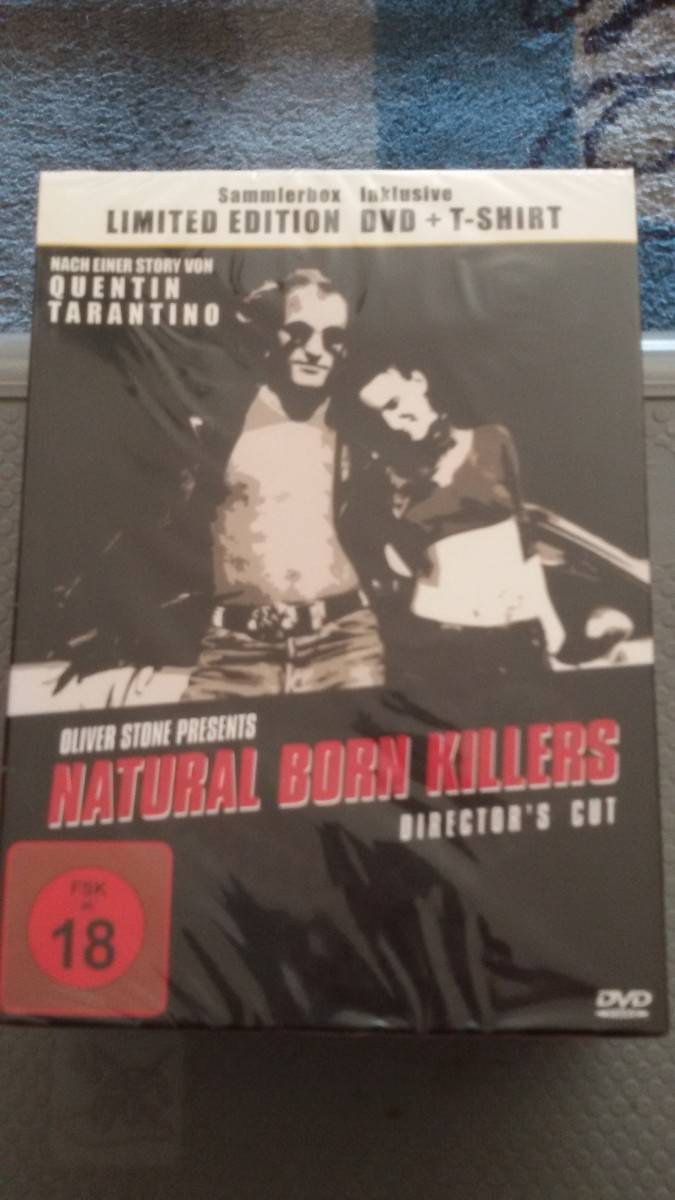 Sammlerbox Inklusive
LIMITED EDITION DVD + T-SHIRT
NACH EINER STORY VON
QUENTIN
TARANTINO
OLIVER STONE PRESENTS
NATURAL BORN KILLERS
DIRECTOR'S CUT
FSK
ab
18
DVD